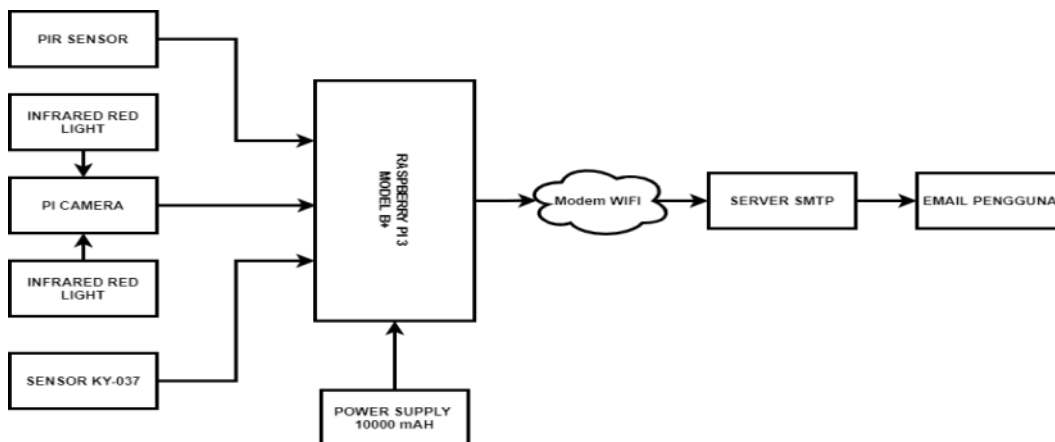 PIR SENSOR
INFRARED RED
LIGHT
PI CAMERA
INFRARED RED
LIGHT
SENSOR KY-037
RASPBERRY PI 3
MODEL B+
POWER SUPPLY
10000 mAH
Modem WIFI
SERVER SMTP
EMAIL PENGGUNA